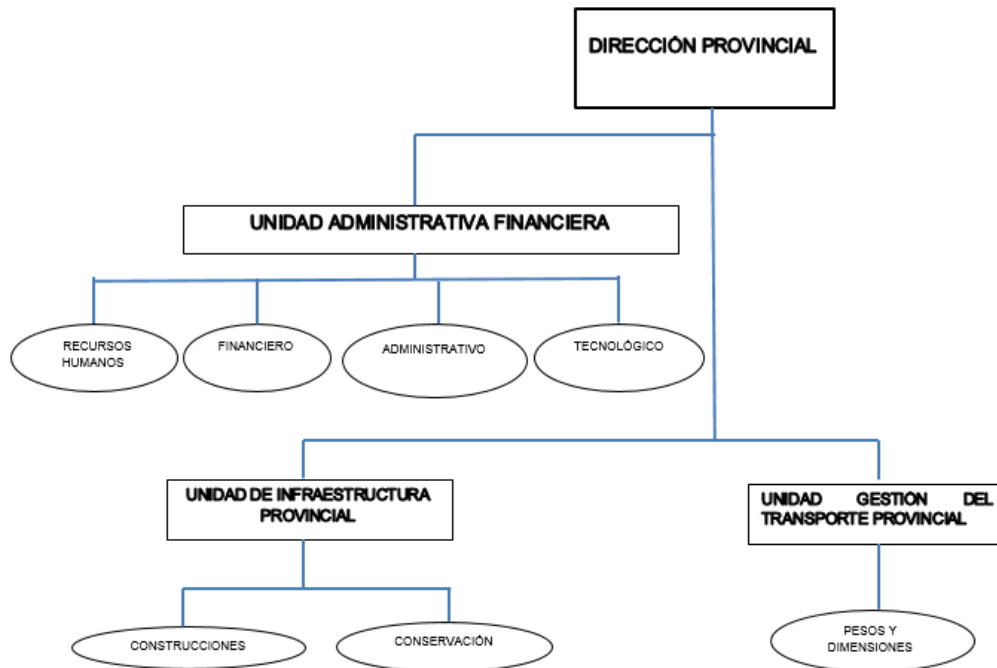 DIRECCIÓN PROVINCIAL
UNIDAD ADMINISTRATIVA FINANCIERA
RECURSOS
HUMANOS
FINANCIERO
ADMINISTRATIVO
TECNOLÓGICO
UNIDAD DE INFRAESTRUCTURA
PROVINCIAL
UNIDAD GESTIÓN DEL
TRANSPORTE PROVINCIAL
CONSTRUCCIONES
CONSERVACIÓN
PESOS Y
DIMENSIONES